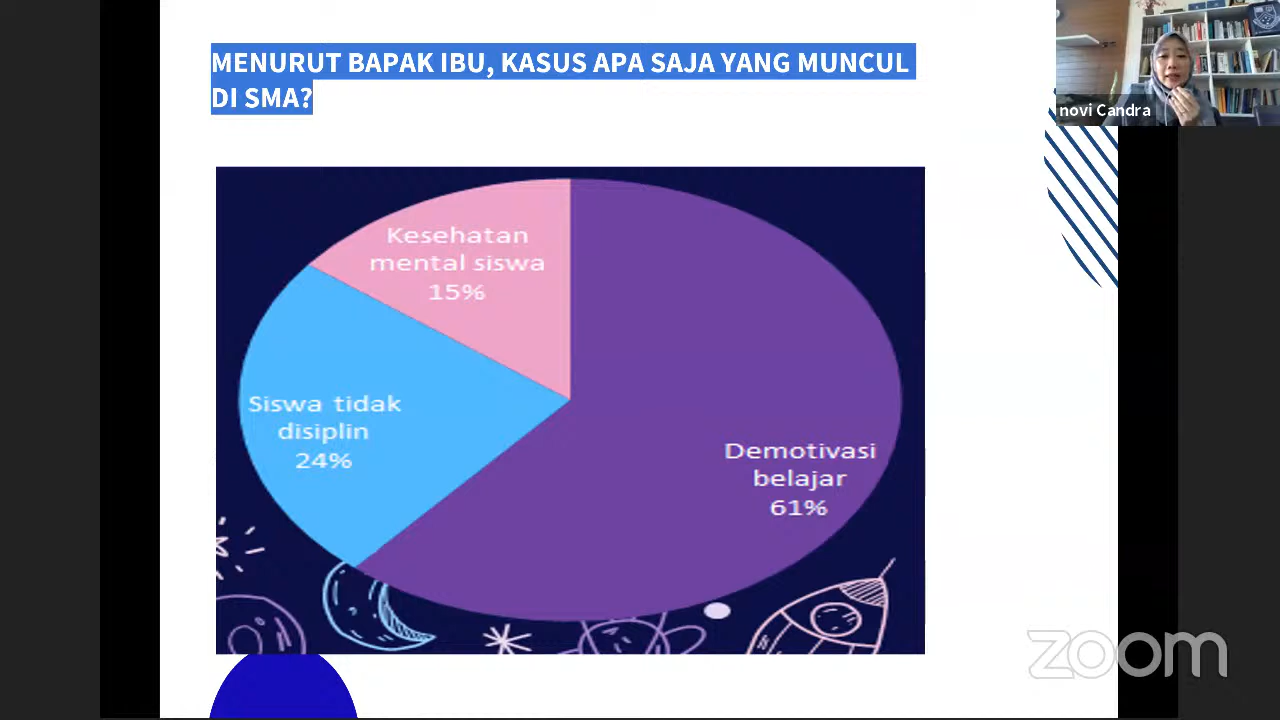 MENURUT BAPAK IBU, KASUS APA SAJA YANG MUNCUL
DI SMA?
novi Candra
Kesehatan
mental siswa
15%
Siswa tidak
disiplin
24%
Demotivasi
belajar
61%
zoom